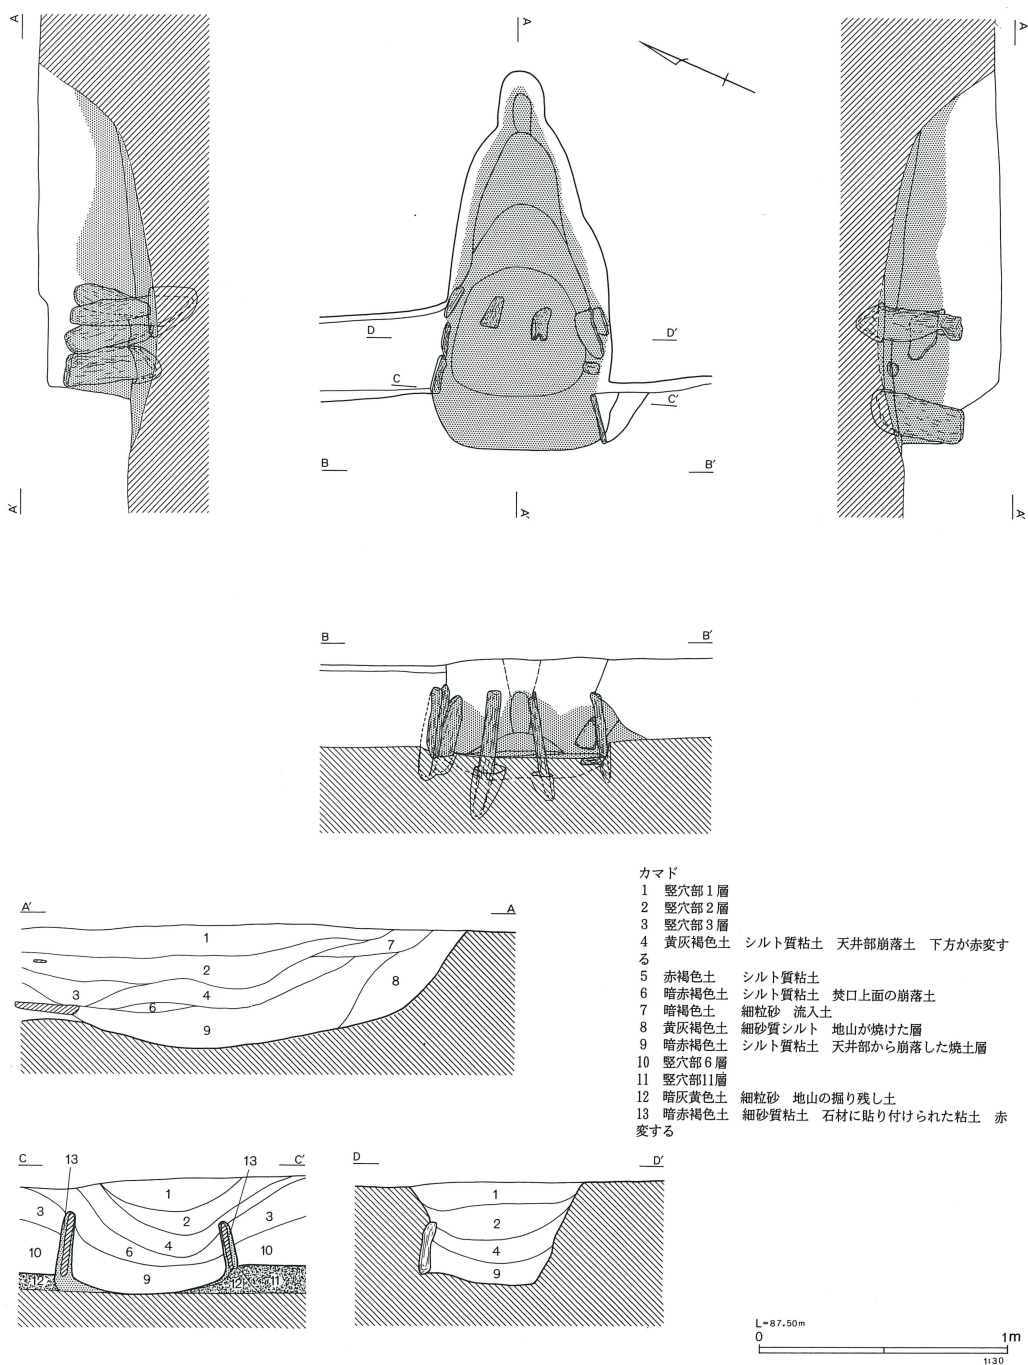 A
A
A
A
D
D′
C
C′
B
B′
A′
A′
A′
B
B′
カマド
1 竪穴部1層
2 竪穴部2層
3 竪穴部3層
4 黄灰褐色土 シルト質粘土 天井部崩落土 下方が赤変す
る
5 赤褐色土 シルト質粘土
6 暗赤褐色土 シルト質粘土 焚口上面の崩落土
7 暗褐色土 細粒砂 流入土
8 黄灰褐色土 細砂質シルト 地山が焼けた層
9 暗赤褐色土 シルト質粘土 天井部から崩落した焼土層
10 竪穴部6層
11 竪穴部11層
12 暗灰黄色土 細粒砂 地山の掘り残し土
13 暗赤褐色土 細砂質粘土 石材に貼り付けられた粘土 赤
変する
A′
A
1
7
2
8
3
4
6
9
C
13
13
C′
1
3
2
3
4
6
10
10
9
12
12
11
D
D′
1
2
4
9
L=87.50m
0
1m
1:30